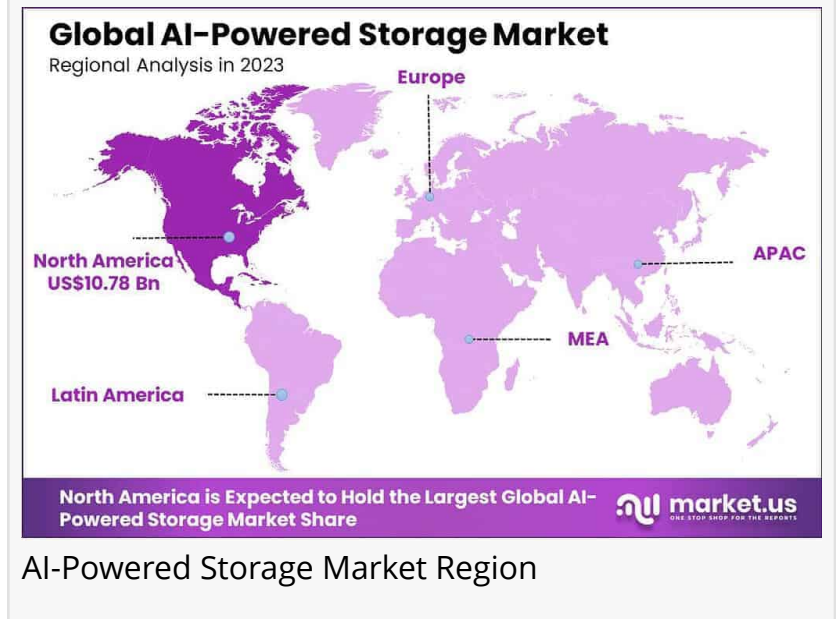 Global AI-Powered Storage Market
Regional Analysis in 2023
Europe
North America
US$10.78 Bn
APAC
MEA
Latin America
North America is Expected to Hold the Largest Global AI-
Powered Storage Market Share
market.us
ONE STOP SHOP FOR THE REPORTS
AI-Powered Storage Market Region